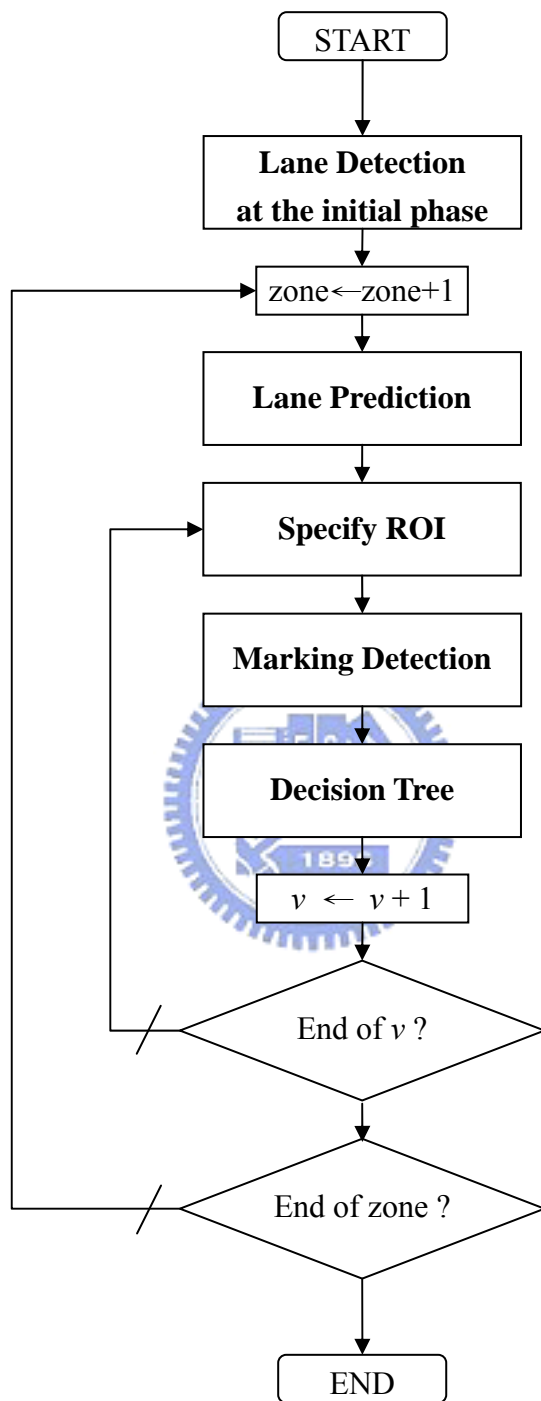 START
Lane Detection
at the initial phase
zone←zone+1
Lane Prediction
Specify ROI
Marking Detection
Decision Tree
1896
v ← v + 1
End of v ?
End of zone ?
END